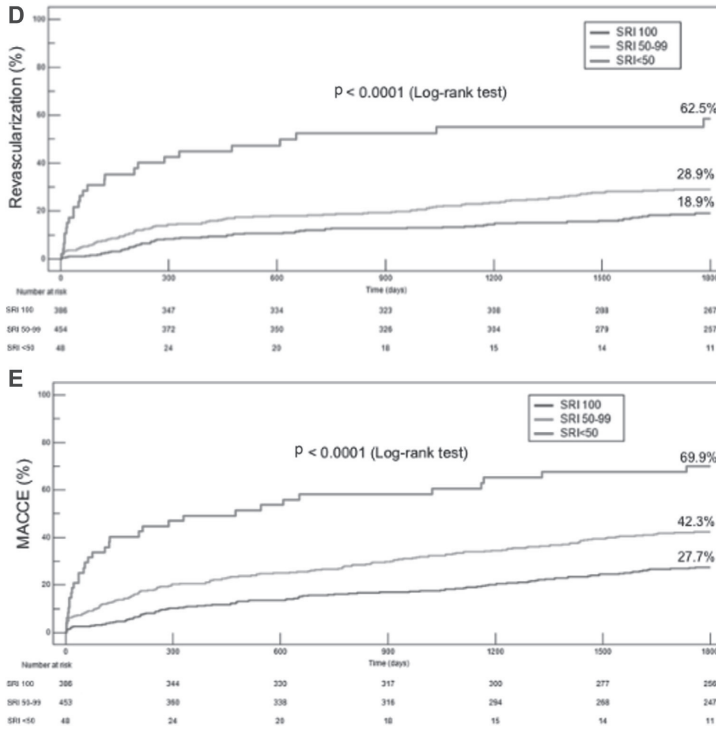 D
Revascularization (%)
100
80
60
40
20
0
SRI 100
SRI 50-99
SRI<50
p < 0.0001 (Log-rank test)
62.5%
28.9%
18.9%
0 300 600 900 1200 1500 1800
Time (days)
Number at risk
SRI 100 386 347 334 323 308 288 267
SRI 50-99 454 372 350 326 304 279 257
SRI <50 48 24 20 18 15 14 11
E
MACCE (%)
100
80
60
40
20
0
SRI 100
SRI 50-99
SRI<50
p < 0.0001 (Log-rank test)
69.9%
42.3%
27.7%
0 300 600 900 1200 1500 1800
Time (days)
Number at risk
SRI 100 386 344 330 317 300 277 256
SRI 50-99 453 360 338 316 294 268 247
SRI <50 48 24 20 18 15 14 11